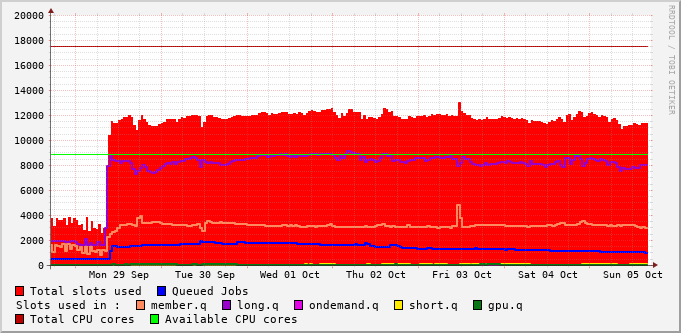 RRDTOOL / TOBI OETIKER
20000
18000
16000
14000
12000
10000
8000
6000
4000
2000
0
Mon 29 Sep Tue 30 Sep Wed 01 Oct Thu 02 Oct Fri 03 Oct Sat 04 Oct Sun 05 Oct
Total slots used Queued Jobs
Slots used in : member.q long.q ondemand.q short.q gpu.q
Total CPU cores Available CPU cores